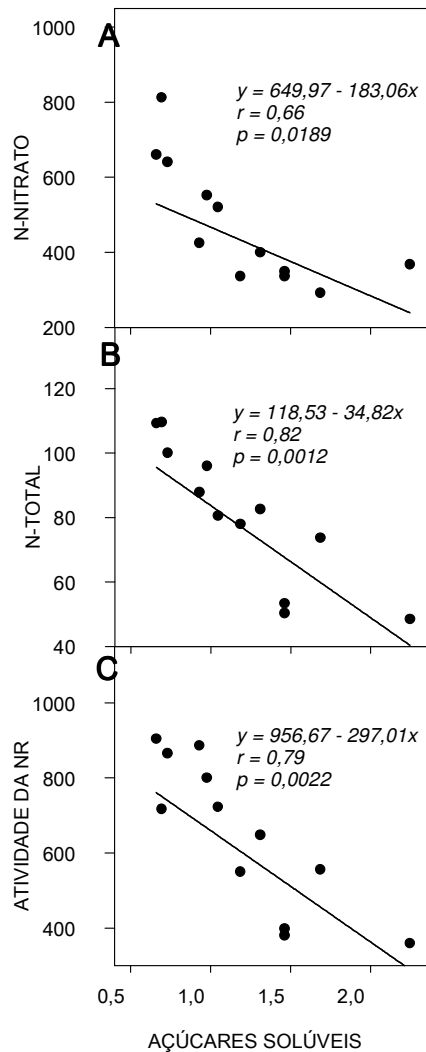 A
1000
800
600
400
200
N-NITRATO
y = 649,97 - 183,06x
r = 0,66
p = 0,0189
B
120
100
80
60
40
N-TOTAL
y = 118,53 - 34,82x
r = 0,82
p = 0,0012
C
1000
800
600
400
ATIVIDADE DA NR
y = 956,67 - 297,01x
r = 0,79
p = 0,0022
0,5 1,0 1,5 2,0
AÇÚCARES SOLÚVEIS